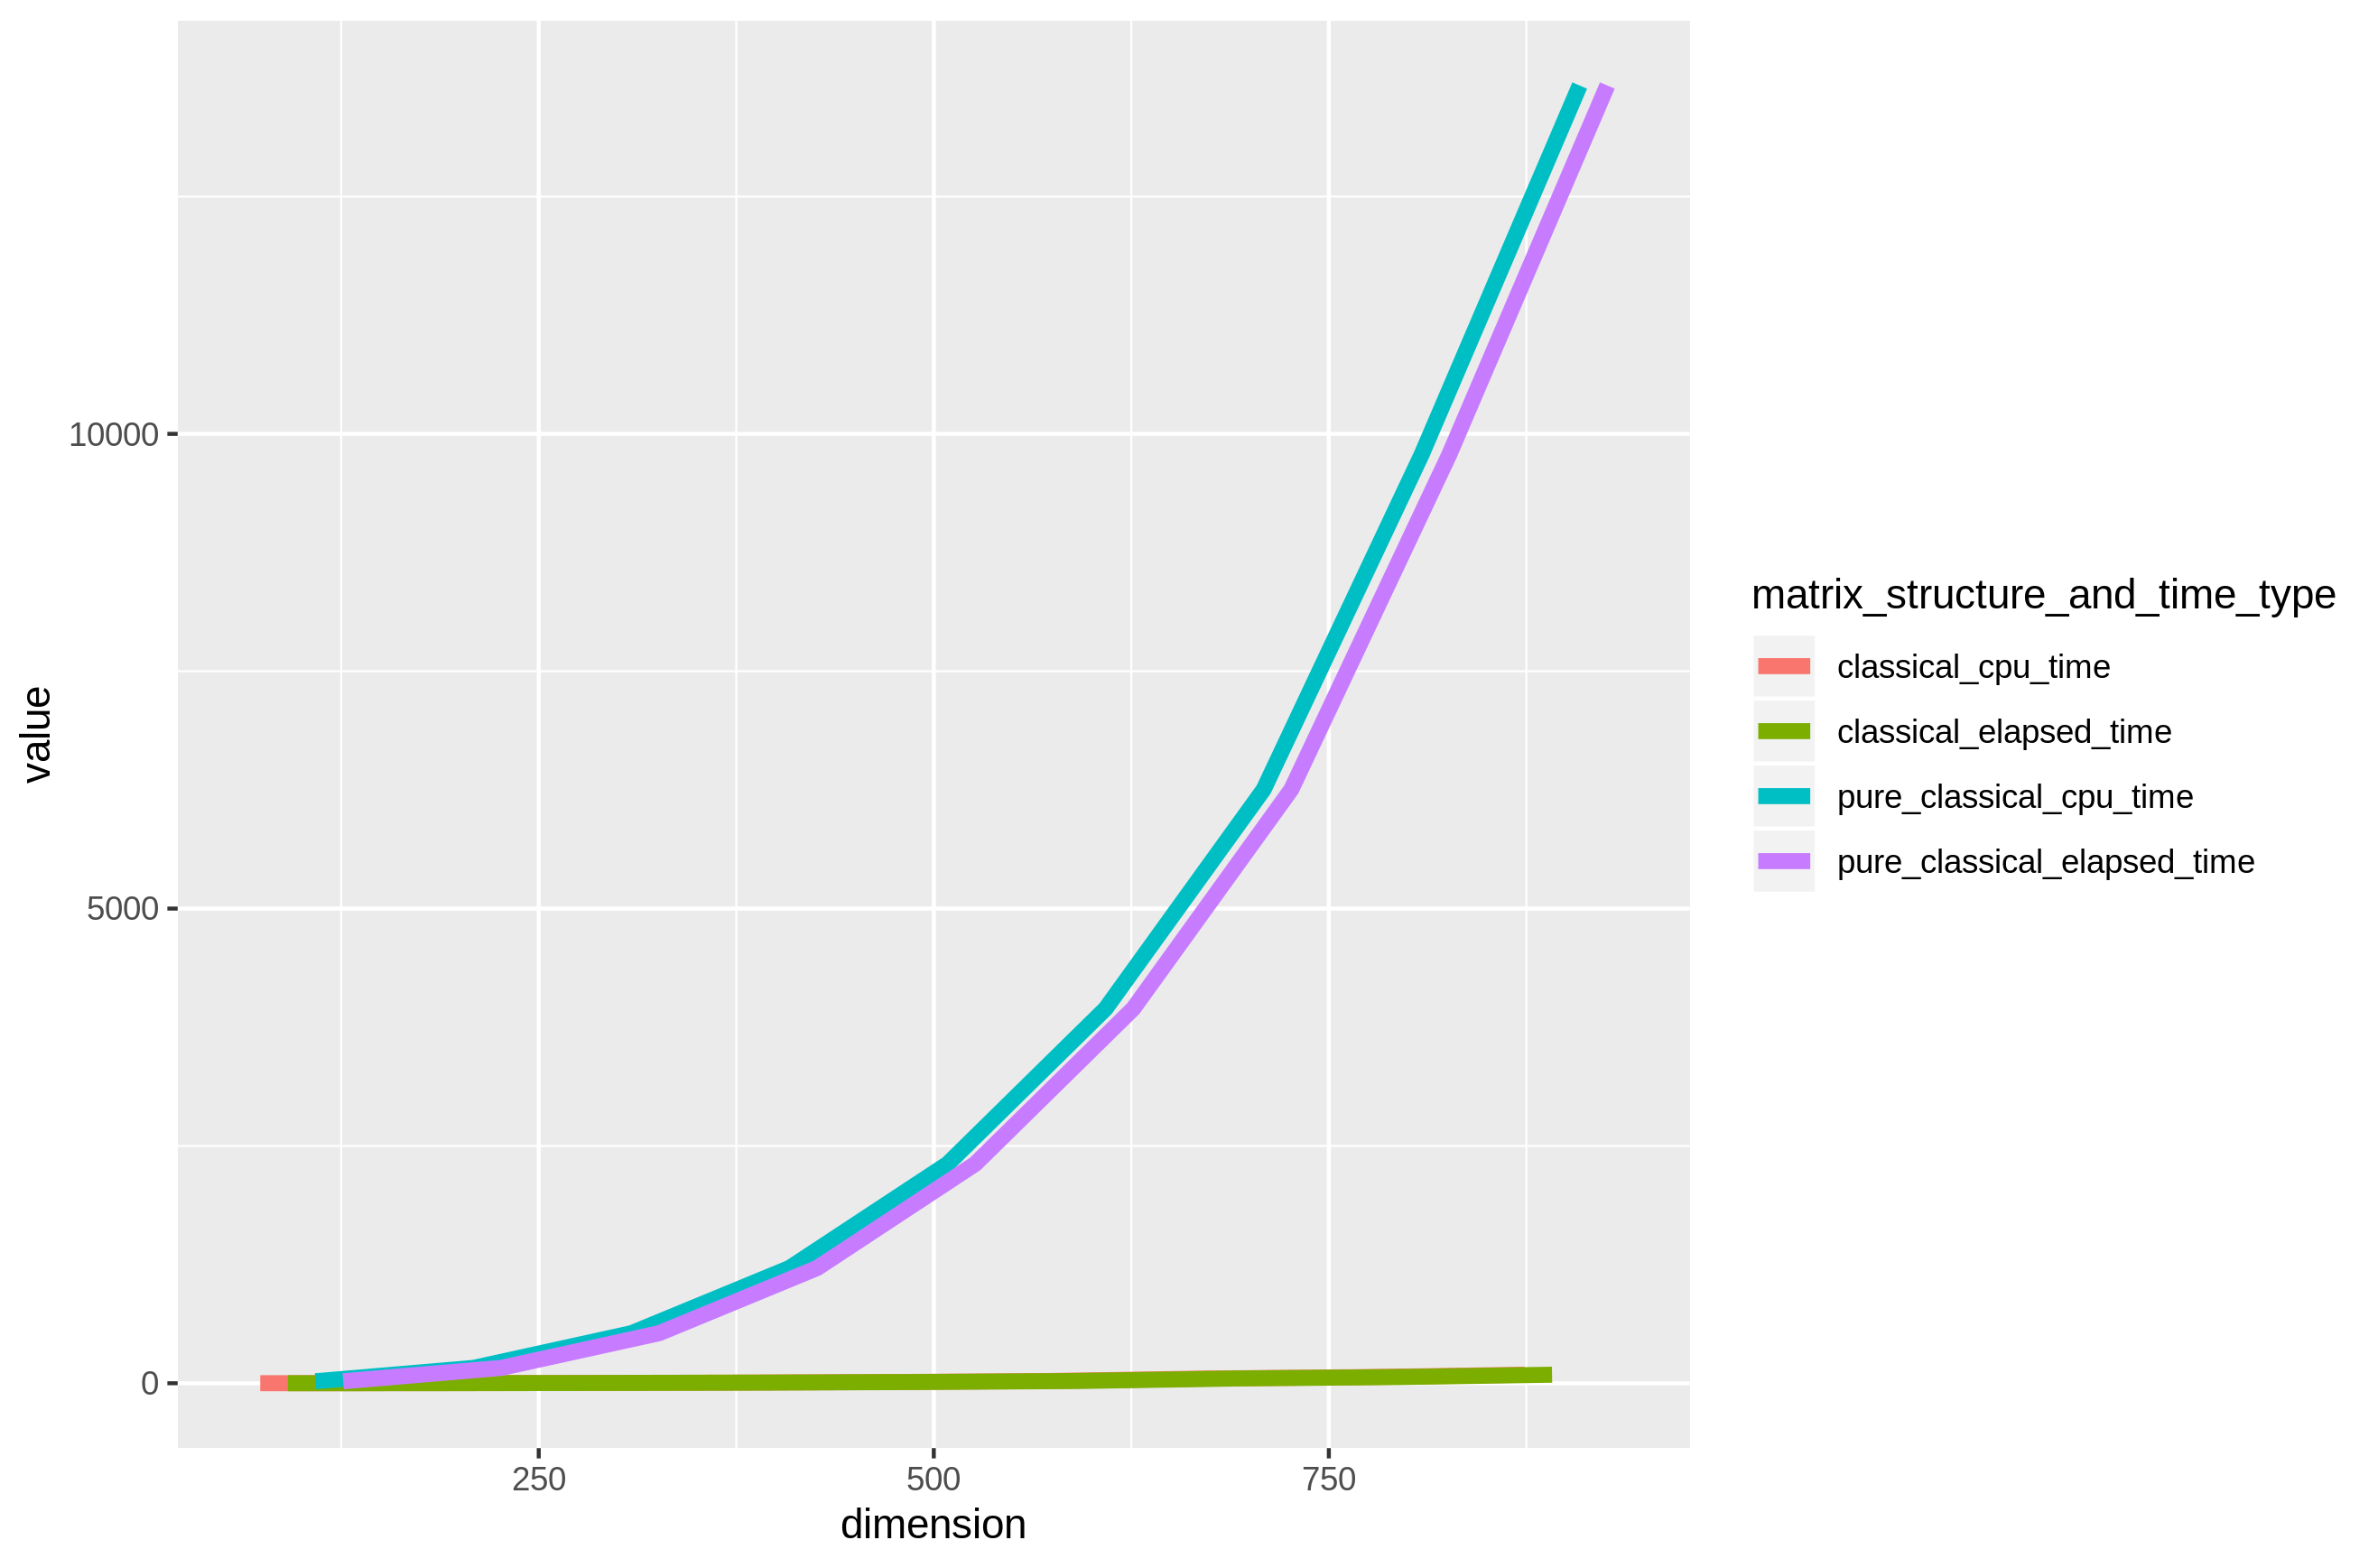 10000
5000
0
value
250
500
750
dimension
matrix_structure_and_time_type
classical_cpu_time
classical_elapsed_time
pure_classical_cpu_time
pure_classical_elapsed_time